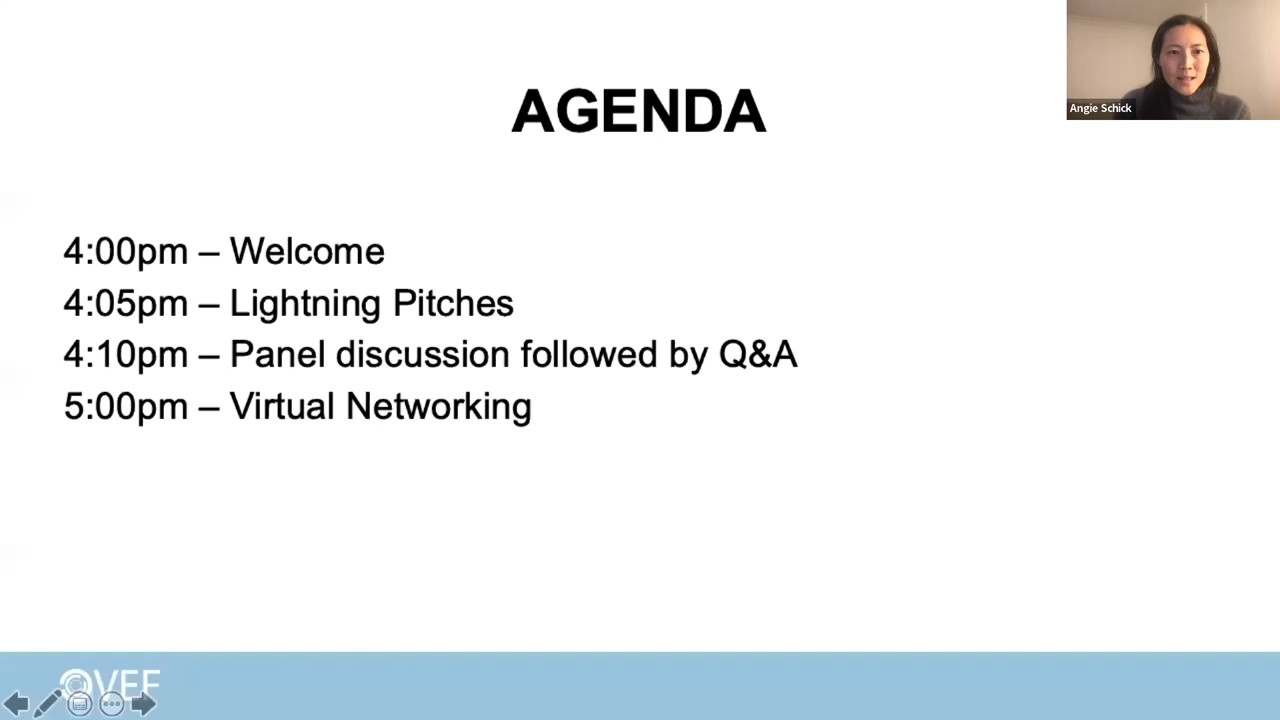 AGENDA
Angie Schick
4:00pm – Welcome
4:05pm – Lightning Pitches
4:10pm – Panel discussion followed by Q&A
5:00pm – Virtual Networking
VEF